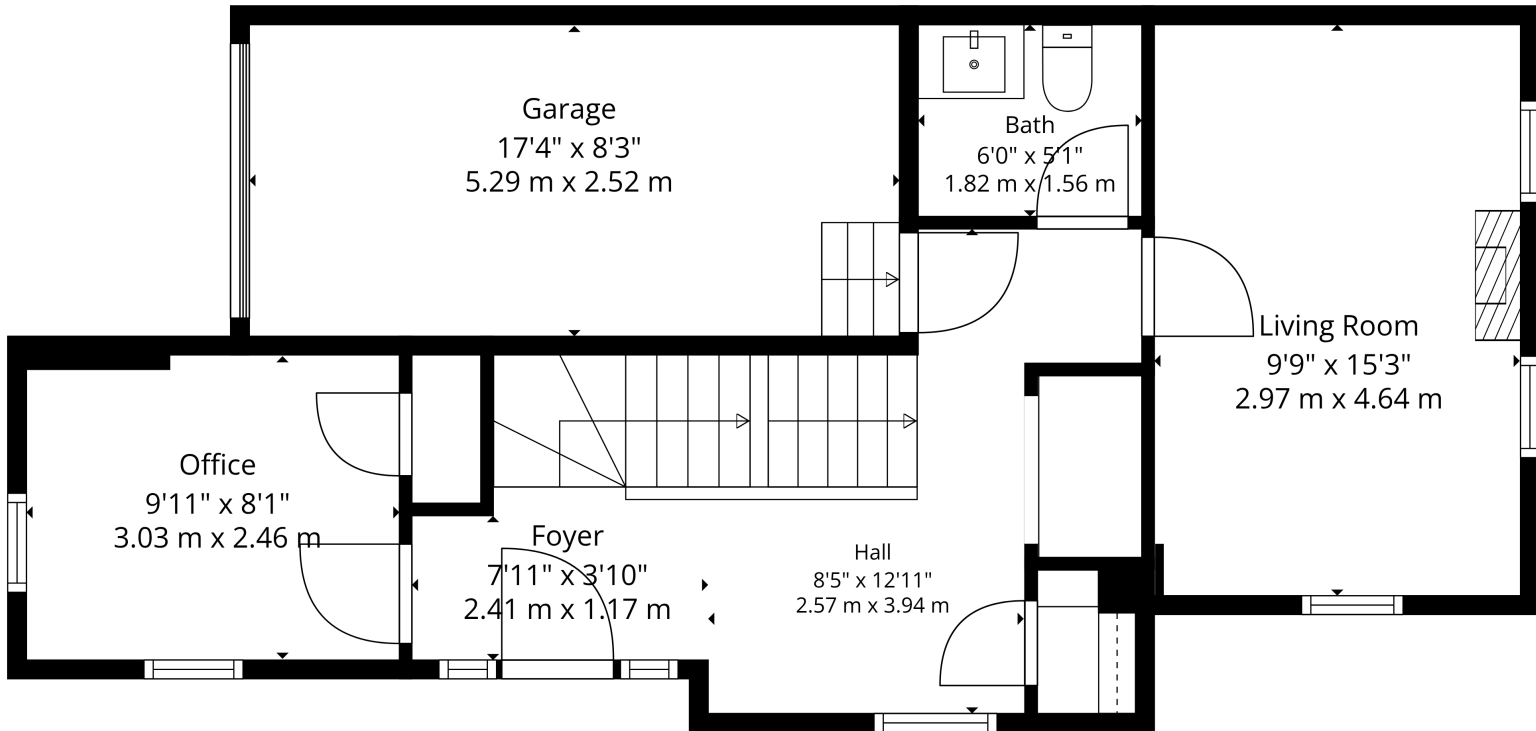 Garage
17'4" x 8'3"
5.29 m x 2.52 m
Bath
6'0" x 5'1"
1.82 m x 1.56 m
Living Room
9'9" x 15'3"
2.97 m x 4.64 m
Office
9'11" x 8'1"
3.03 m x 2.46 m
Foyer
7'11" x 3'10"
2.41 m x 1.17 m
Hall
8'5" x 12'11"
2.57 m x 3.94 m